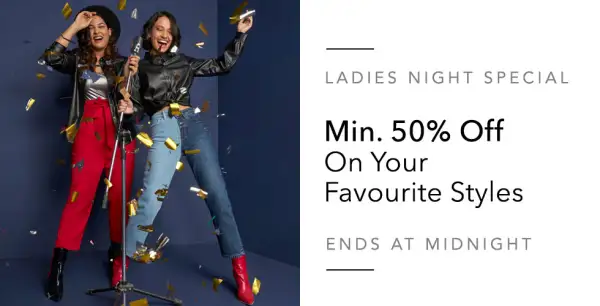 LADIES NIGHT SPECIAL
Min. 50% Off
On Your
Favourite Styles
ENDS AT MIDNIGHT